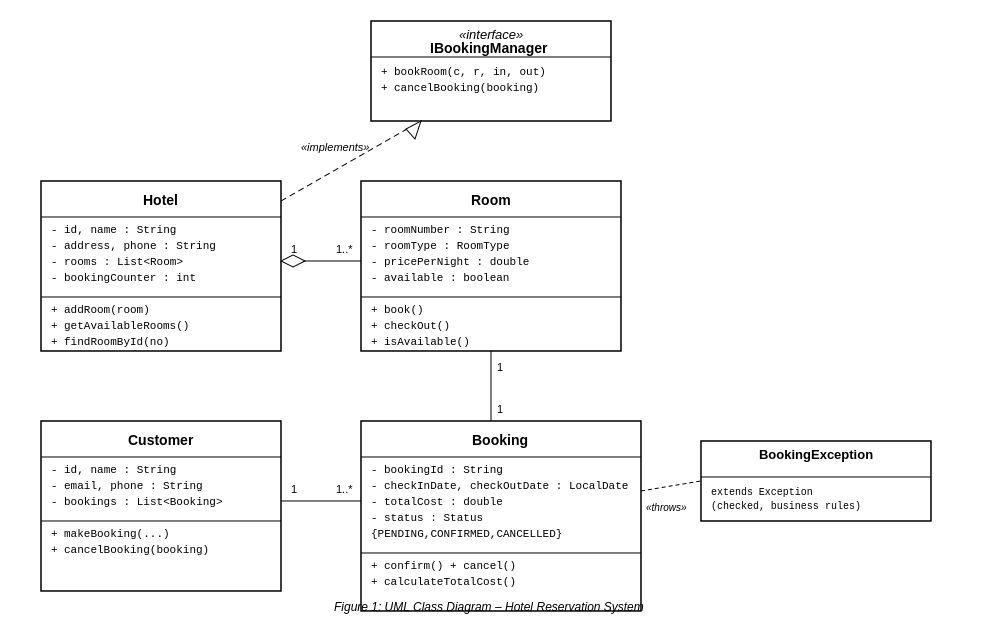 «interface»
IBookingManager
+ bookRoom(c, r, in, out)
+ cancelBooking(booking)
«implements»
Hotel
- id, name : String
- address, phone : String
- rooms : List<Room>
- bookingCounter : int
+ addRoom(room)
+ getAvailableRooms()
+ findRoomById(no)
1
1..*
Room
- roomNumber : String
- roomType : RoomType
- pricePerNight : double
- available : boolean
+ book()
+ checkOut()
+ isAvailable()
1
1
Customer
- id, name : String
- email, phone : String
- bookings : List<Booking>
+ makeBooking(...)
+ cancelBooking(booking)
1
1..*
Booking
- bookingId : String
- checkInDate, checkOutDate : LocalDate
- totalCost : double
- status : Status
{PENDING,CONFIRMED,CANCELLED}
+ confirm() + cancel()
+ calculateTotalCost()
«throws»
BookingException
extends Exception
(checked, business rules)
Figure 1: UML Class Diagram – Hotel Reservation System